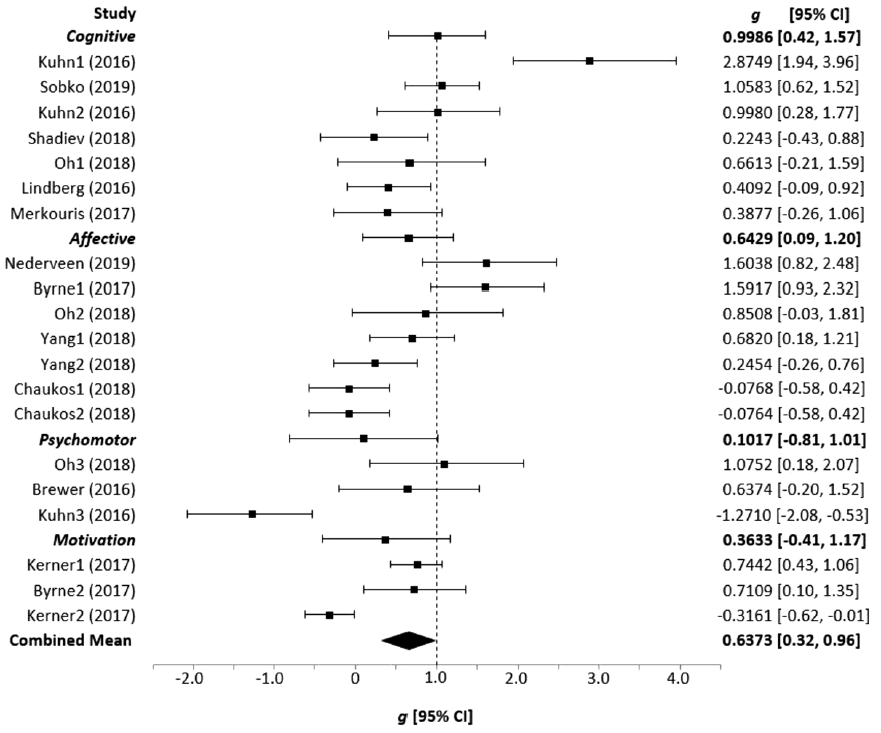 Study g [95% CI]
Cognitive 0.9986 [0.42, 1.57]
Kuhn1 (2016) 2.8749 [1.94, 3.96]
Sobko (2019) 1.0583 [0.62, 1.52]
Kuhn2 (2016) 0.9980 [0.28, 1.77]
Shadiev (2018) 0.2243 [-0.43, 0.88]
Oh1 (2018) 0.6613 [-0.21, 1.59]
Lindberg (2016) 0.4092 [-0.09, 0.92]
Merkouris (2017) 0.3877 [-0.26, 1.06]
Affective 0.6429 [0.09, 1.20]
Nederveen (2019) 1.6038 [0.82, 2.48]
Byrne1 (2017) 1.5917 [0.93, 2.32]
Oh2 (2018) 0.8508 [-0.03, 1.81]
Yang1 (2018) 0.6820 [0.18, 1.21]
Yang2 (2018) 0.2454 [-0.26, 0.76]
Chaukos1 (2018) -0.0768 [-0.58, 0.42]
Chaukos2 (2018) -0.0764 [-0.58, 0.42]
Psychomotor 0.1017 [-0.81, 1.01]
Oh3 (2018) 1.0752 [0.18, 2.07]
Brewer (2016) 0.6374 [-0.20, 1.52]
Kuhn3 (2016) -1.2710 [-2.08, -0.53]
Motivation 0.3633 [-0.41, 1.17]
Kerner1 (2017) 0.7442 [0.43, 1.06]
Byrne2 (2017) 0.7109 [0.10, 1.35]
Kerner2 (2017) -0.3161 [-0.62, -0.01]
Combined Mean 0.6373 [0.32, 0.96]
-2.0 -1.0 0 1.0 2.0 3.0 4.0
g [95% CI]